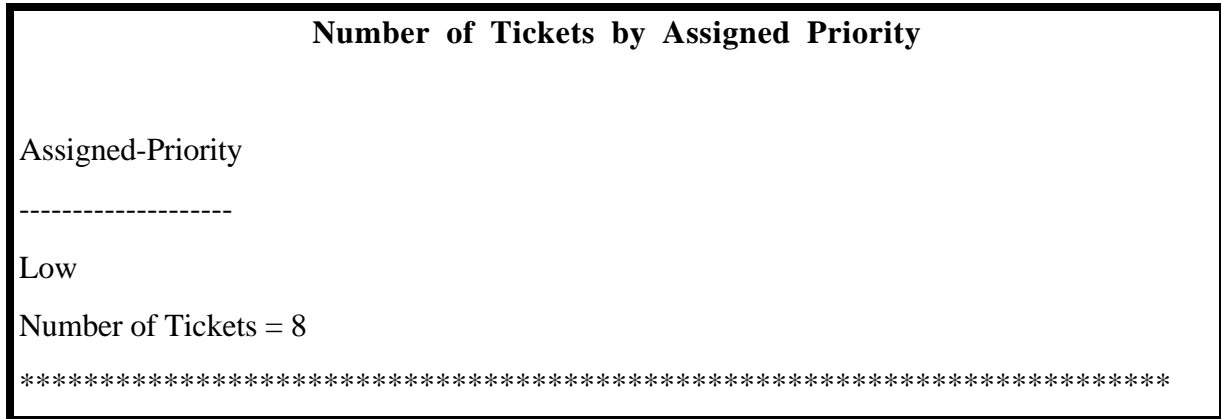 Number of Tickets by Assigned Priority
Assigned-Priority
--------------------
Low
Number of Tickets = 8
************************************************************************